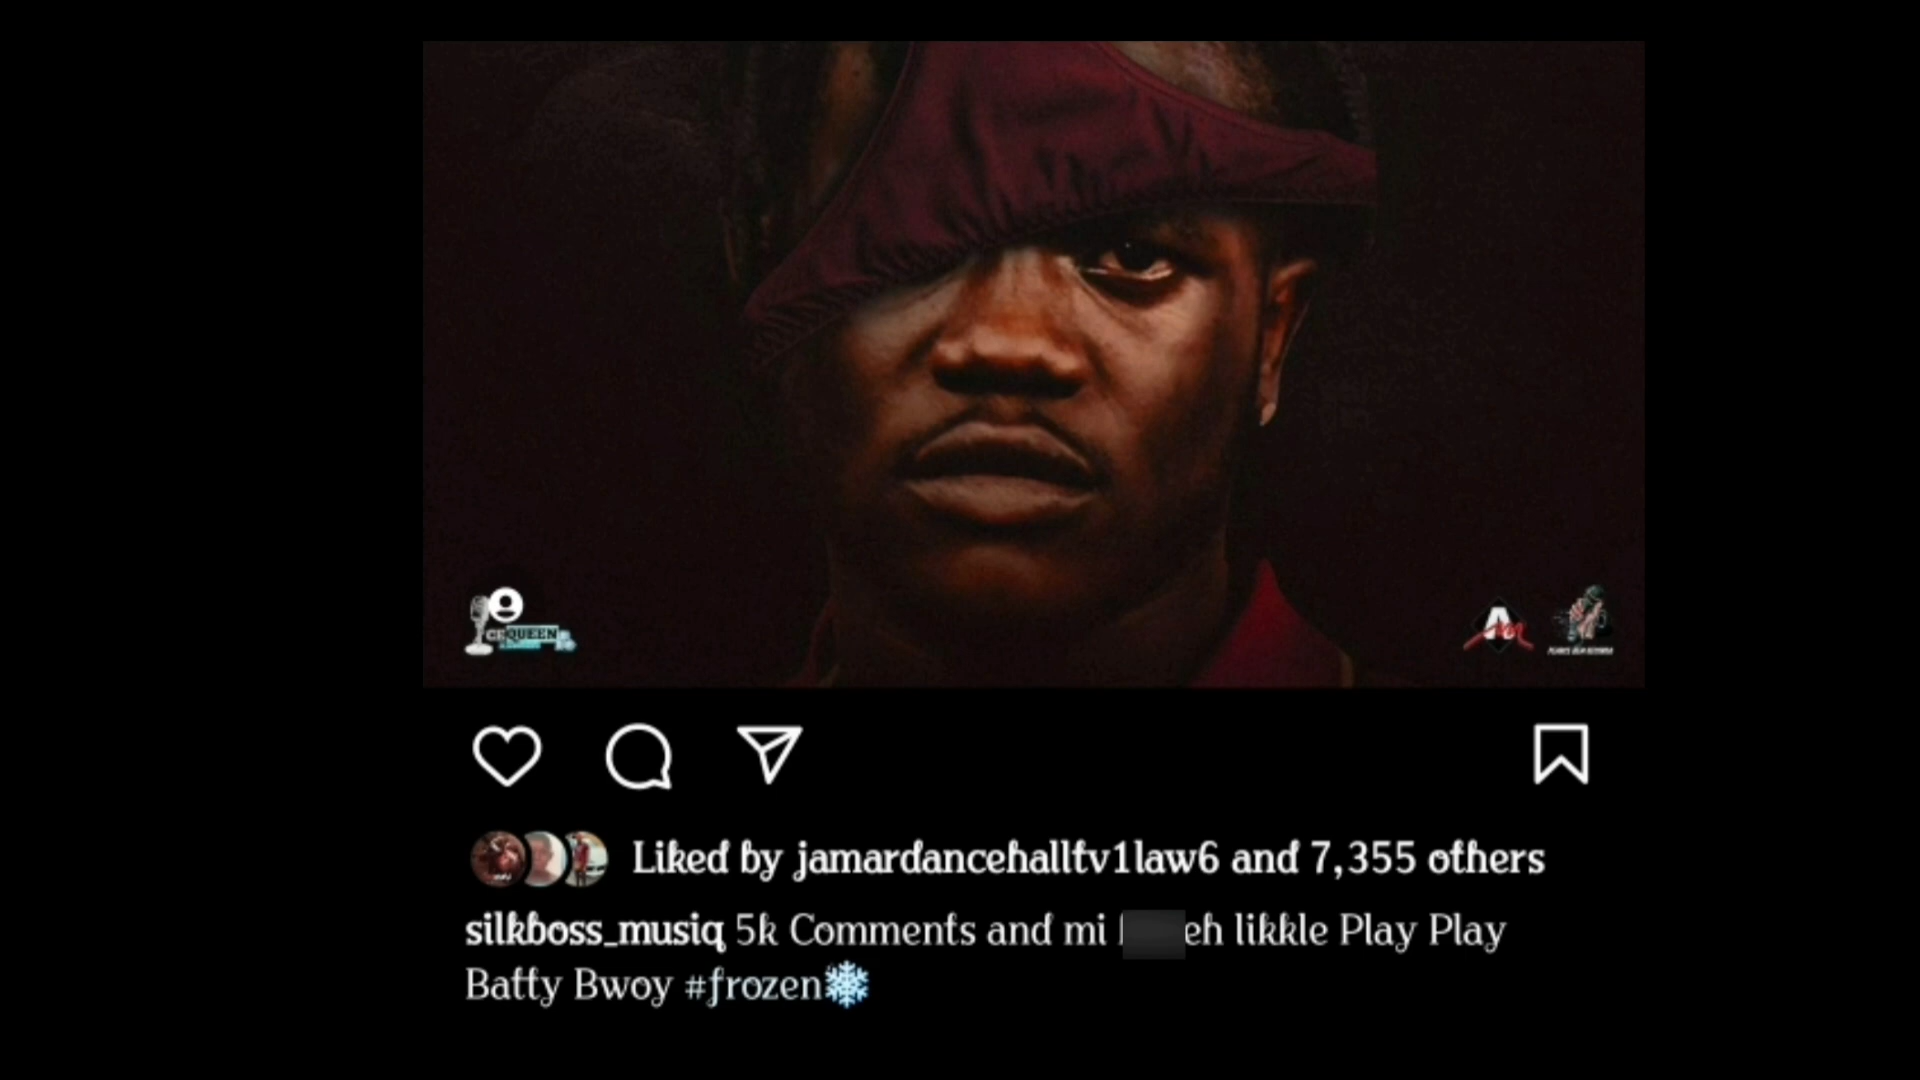 CEQUEEN
Liked by jamardancehalltv1law6 and 7,355 others
silkboss_musiq 5k Comments and mi eh likkle Play Play
Batty Bwoy #frozen❄️